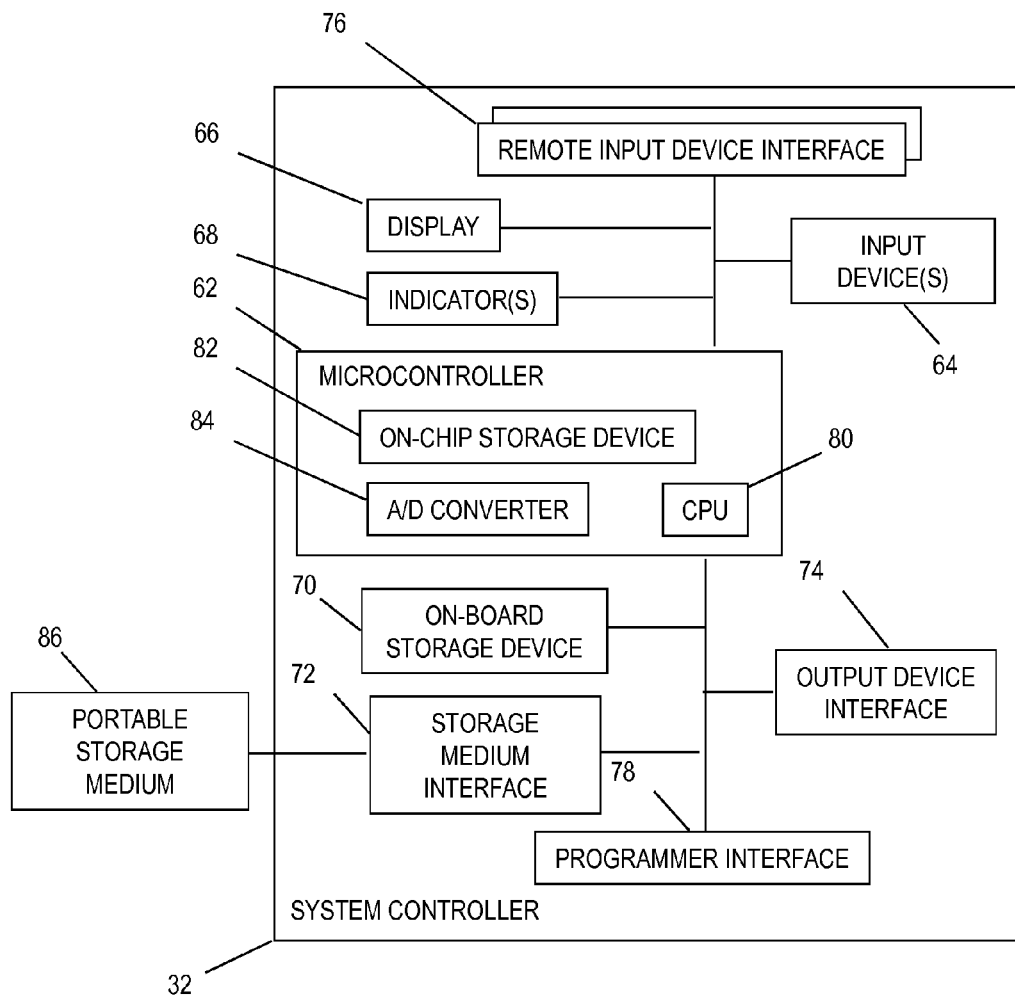 76
REMOTE INPUT DEVICE INTERFACE
66
DISPLAY
68
INDICATOR(S)
INPUT
DEVICE(S)
64
62
MICROCONTROLLER
82
ON-CHIP STORAGE DEVICE
84
A/D CONVERTER
80
CPU
70
ON-BOARD
STORAGE DEVICE
74
OUTPUT DEVICE
INTERFACE
86
PORTABLE
STORAGE
MEDIUM
72
STORAGE
MEDIUM
INTERFACE
78
PROGRAMMER INTERFACE
SYSTEM CONTROLLER
32